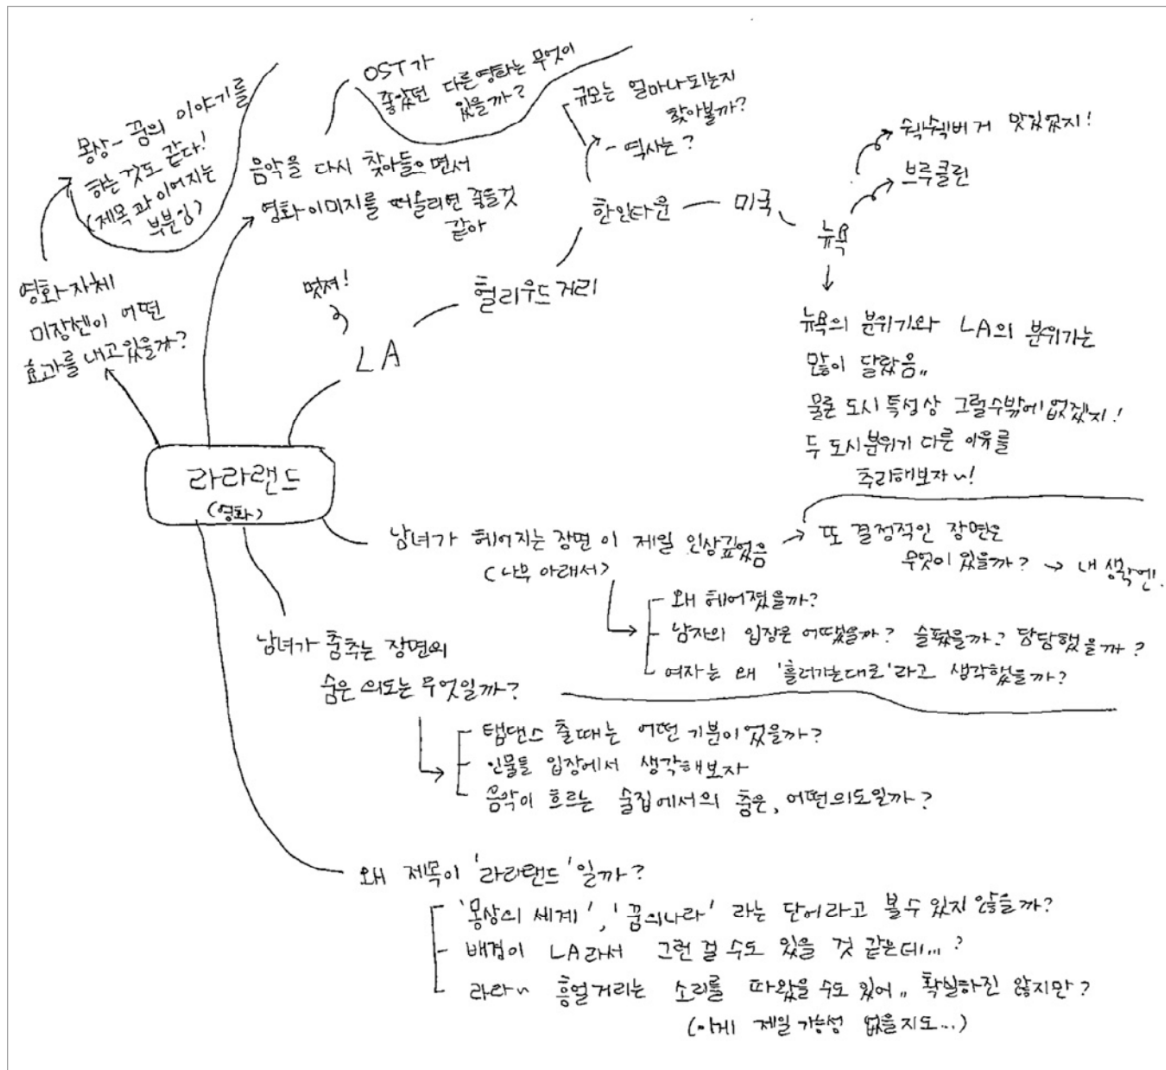 OST가
좋았던 다른영화는 무엇이
있을까?
몽상~꿈의 이야기를
하는 것도 같다!
(제목과 이어지는
부분임)
음악을 다시 찾아들으면서
영화이미지를 떠올리면 좋을것
같아
규모는 얼마나 되는지
찾아볼까?
- 역사는?
쉑쉑버거 맛있었지!
브루클린
한인타운
미국
뉴욕
영화 자체
미장센이 어떤
효과를 내고있을까?
멋져!
헐리우드거리
LA
뉴욕의 분위기와 LA의 분위기는
많이 달랐음,,
물론 도시 특성상 그럴수밖에없겠지!
두 도시분위기 다른 이유를
추리해보자~!
라라랜드
(영화)
남녀가 헤어지는 장면이 제일 인상깊었음
(나무 아래서)
또 결정적인 장면은
무엇이 있을까? → 내 생각엔.
왜 헤어졌을까?
남자의 입장은 어땠을까? 슬펐을까? 당당했을까?
여자는 왜 '흘러가는대로'라고 생각했을까?
남녀가 춤추는 장면의
숨은 의도는 무엇일까?
탭댄스 출때는 어떤 기분이었을까?
인물들 입장에서 생각해보자
음악이 흐르는 술집에서의 춤은, 어떤의도일까?
왜 제목이 '라라랜드'일까?
'몽상의 세계', '꿈의나라' 라는 단어라고 볼수 있지 않을까?
배경이 LA라서 그런 걸 수도 있을 것 같은데...?
라라~ 흥얼거리는 소리를 따왔을 수도 있어,, 확실하진 않지만?
(이게 제일 가능성 없을지도...)